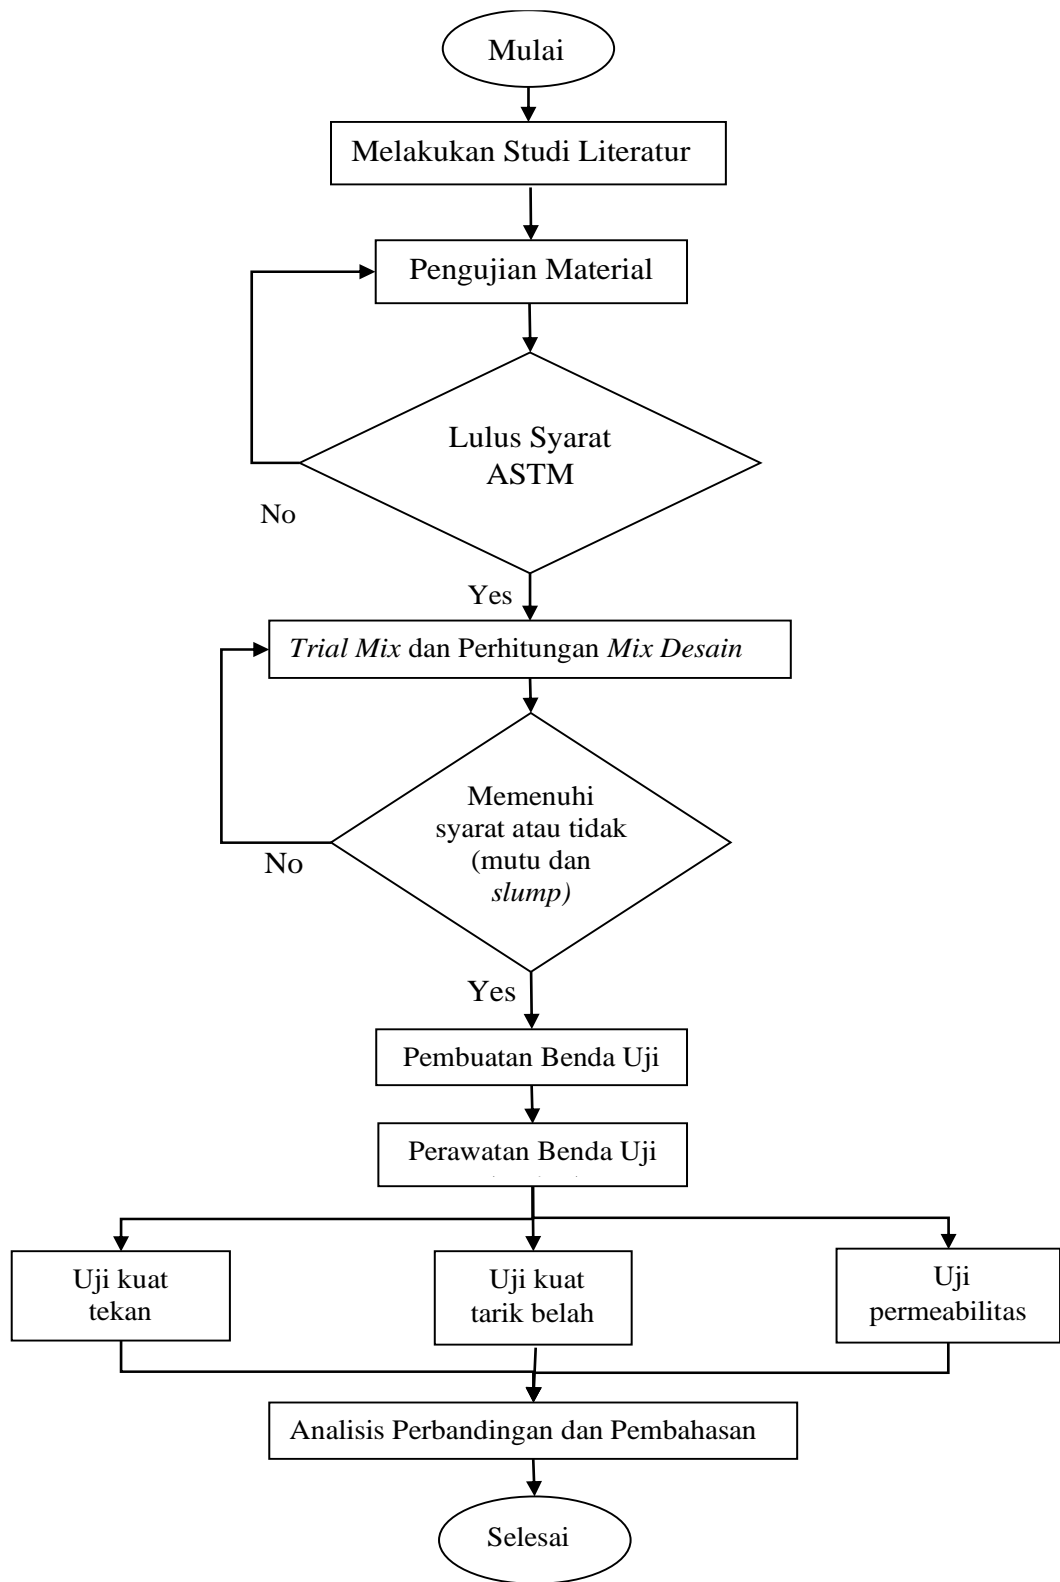 Mulai
Melakukan Studi Literatur
Pengujian Material
Lulus Syarat
ASTM
No
Yes
Trial Mix dan Perhitungan Mix Desain
Memenuhi
syarat atau tidak
(mutu dan
slump)
No
Yes
Pembuatan Benda Uji
Perawatan Benda Uji
Uji kuat
tekan
Uji kuat
tarik belah
Uji
permeabilitas
Analisis Perbandingan dan Pembahasan
Selesai